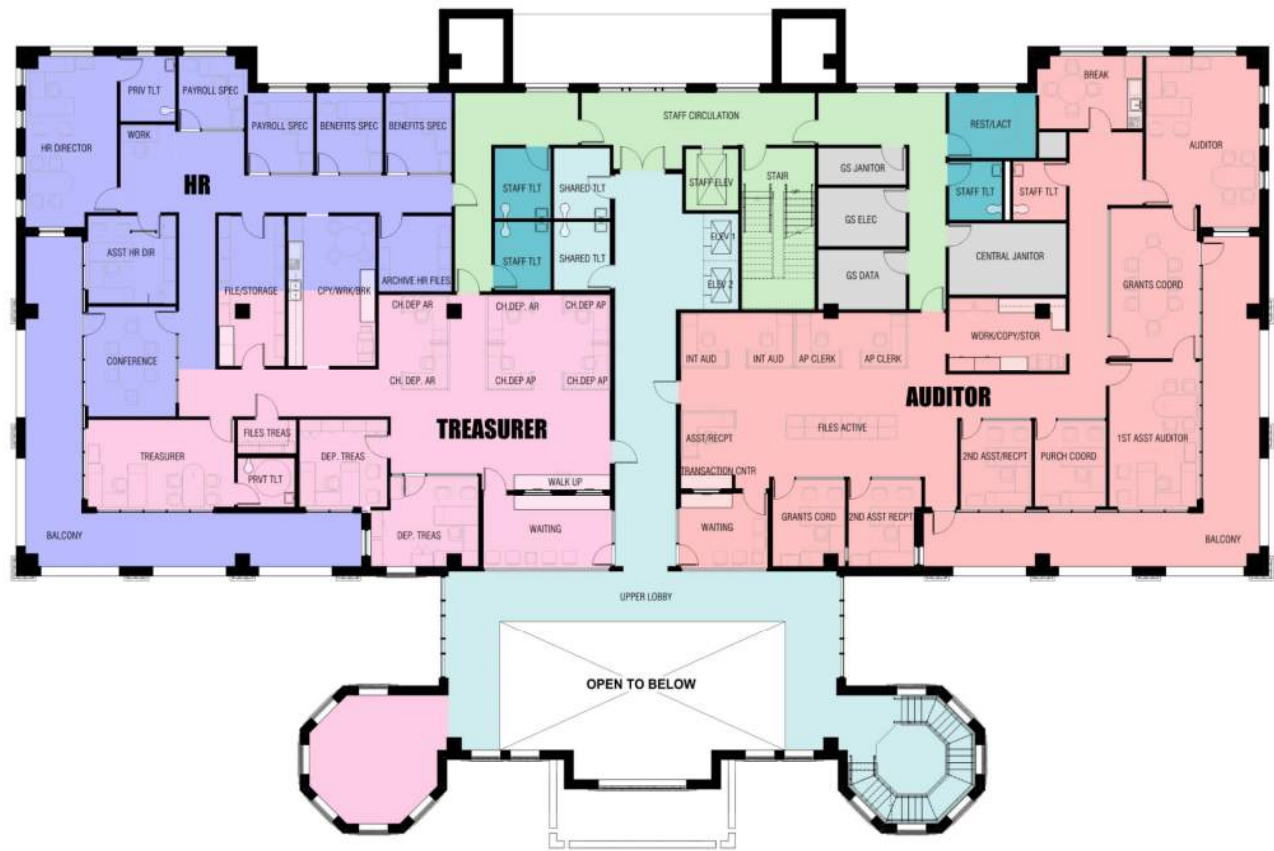 BREAK
PRIV TLT
PAYROLL SPEC
STAFF CIRCULATION
REST/LACT
AUDITOR
HR DIRECTOR
WORK
PAYROLL SPEC
BENEFITS SPEC
BENEFITS SPEC
HR
STAFF TLT
SHARED TLT
STAFF ELEV
STAIR
GS JANITOR
STAFF TLT
STAFF TLT
GS ELEC
ELEV 1
ASST HR DIR
STAFF TLT
SHARED TLT
ELEV 2
GS DATA
CENTRAL JANITOR
GRANTS COORD
FILE/STORAGE
CPY/WRK/BRK
ARCHIVE HR FILES
CH.DEP. AR
CH.DEP. AR
CH.DEP. AP
WORK/COPY/STOR
CONFERENCE
INT AUD
INT AUD
AP CLERK
AP CLERK
CH. DEP. AR
CH.DEP AP
CH.DEP AP
AUDITOR
TREASURER
FILES TREAS
FILES ACTIVE
ASST/RECPT
1ST ASST AUDITOR
TREASURER
DEP. TREAS
2ND ASST/RECPT
PURCH COORD
PRVT TLT
TRANSACTION CNTR
WALK UP
BALCONY
DEP. TREAS
WAITING
WAITING
GRANTS CORD
2ND ASST RECPT
BALCONY
UPPER LOBBY
OPEN TO BELOW